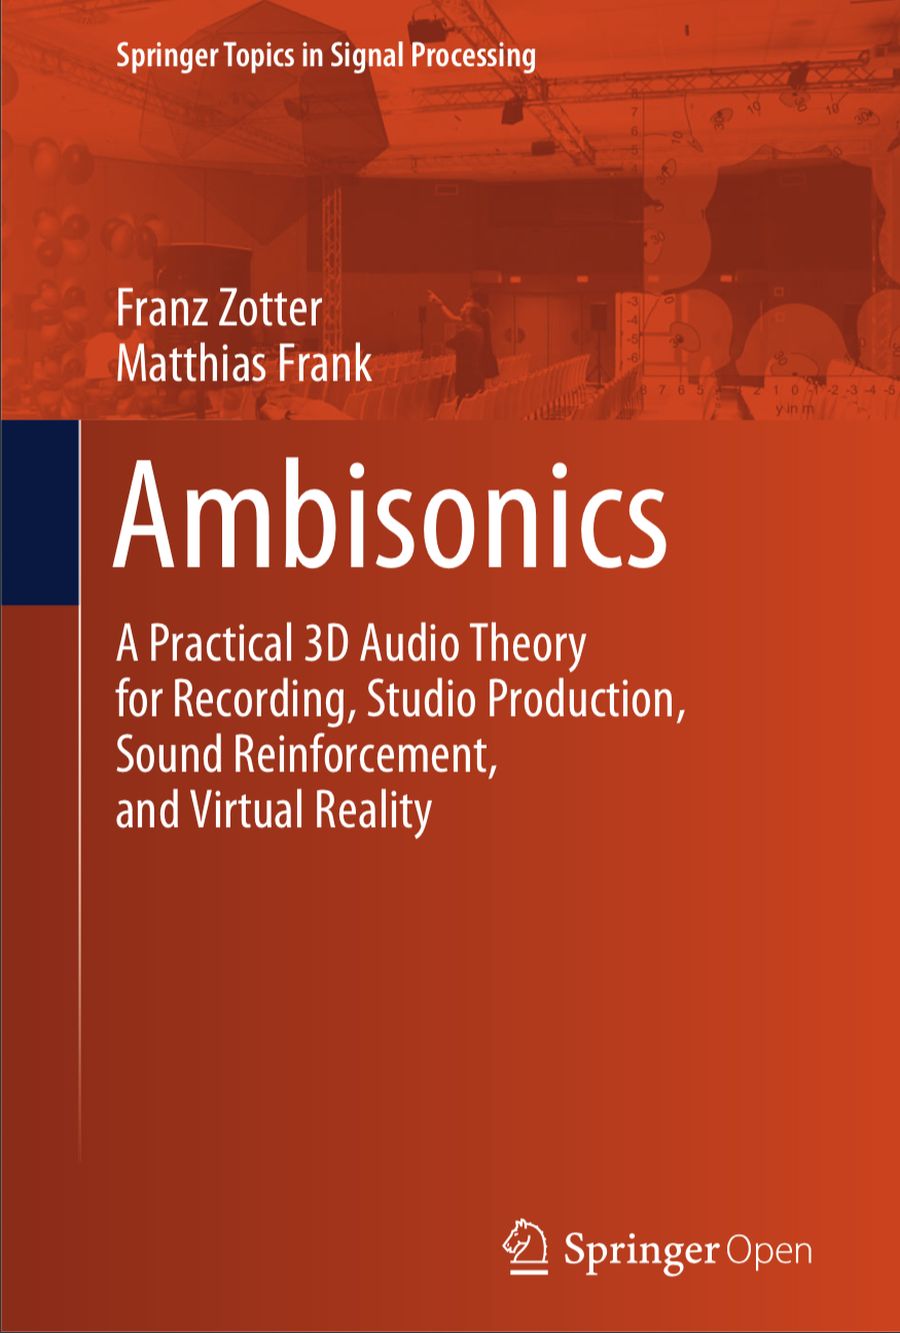 Springer Topics in Signal Processing
Franz Zotter
Matthias Frank
Ambisonics
A Practical 3D Audio Theory
for Recording, Studio Production,
Sound Reinforcement,
and Virtual Reality
y in m
Springer Open